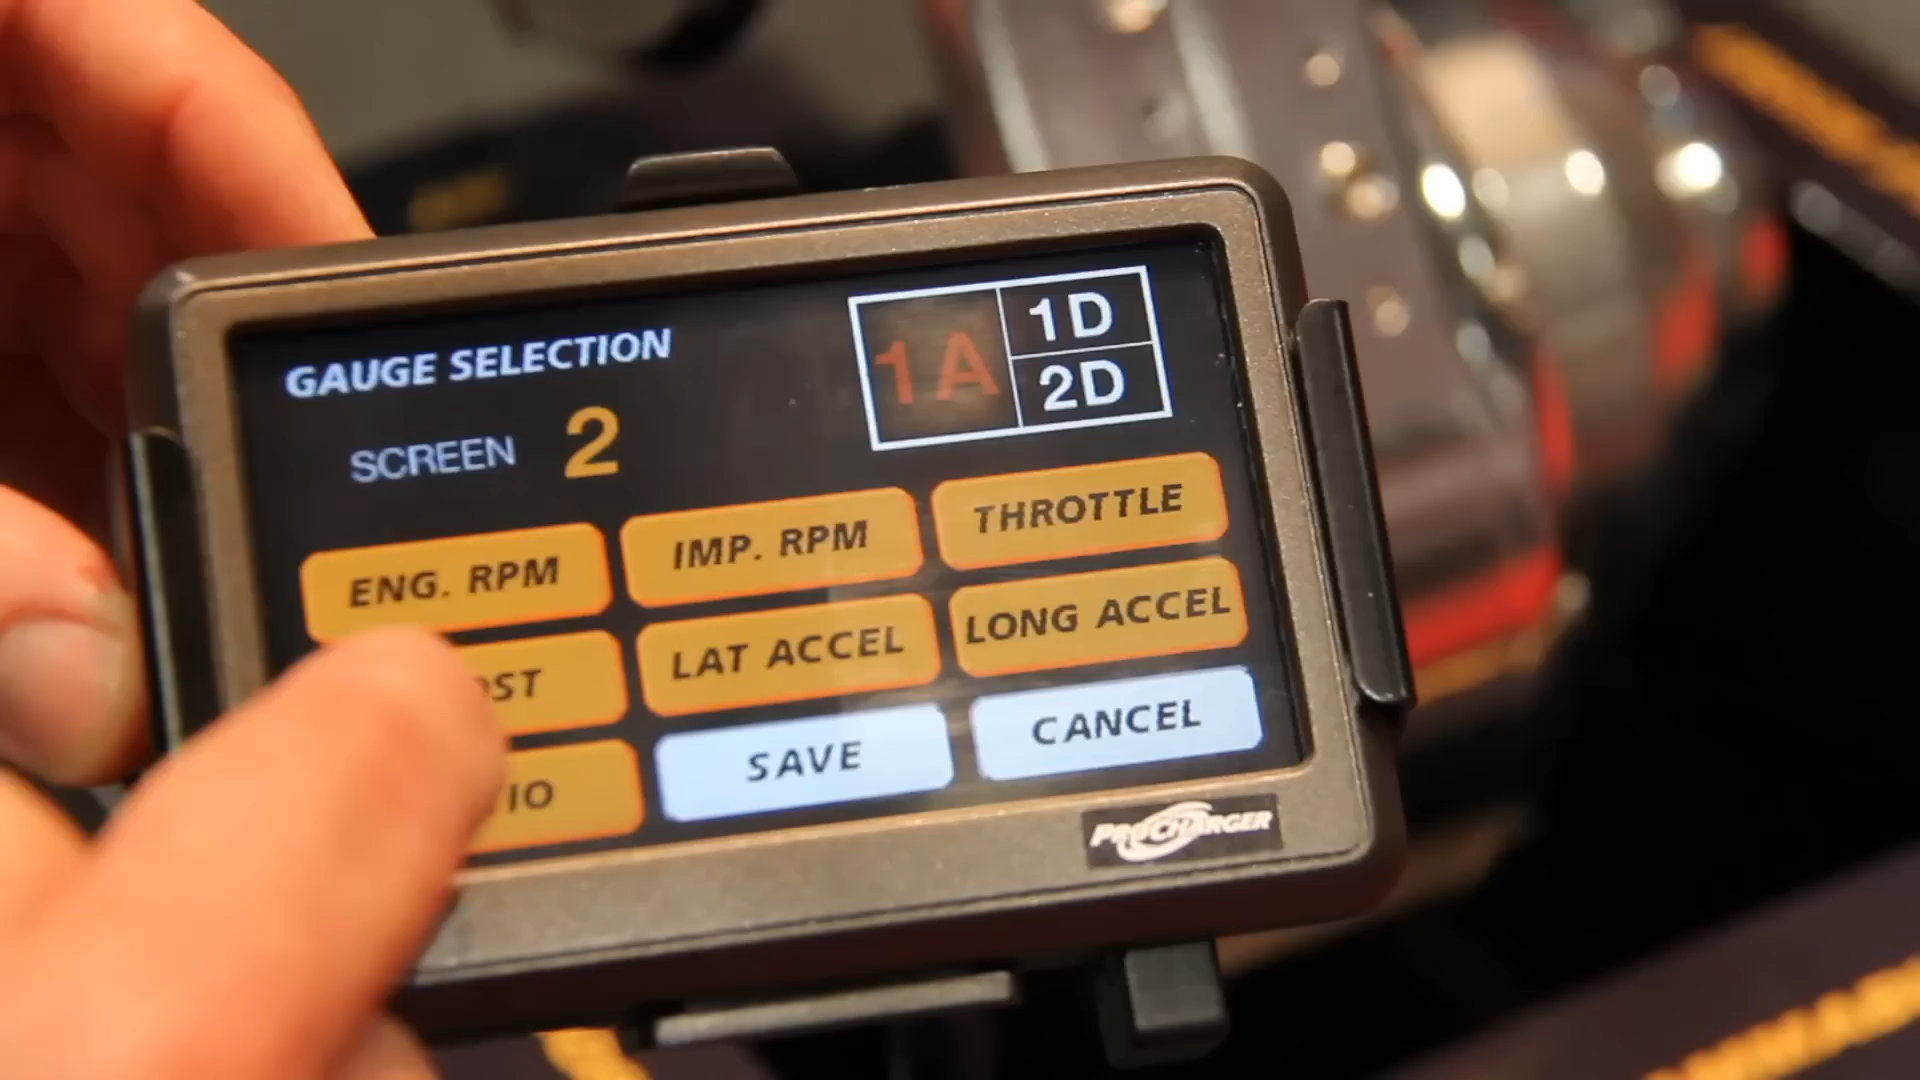 GAUGE SELECTION
SCREEN 2
1A
1D
2D
ENG. RPM
IMP. RPM
THROTTLE
LAT ACCEL
LONG ACCEL
SAVE
CANCEL
PROCHARGER